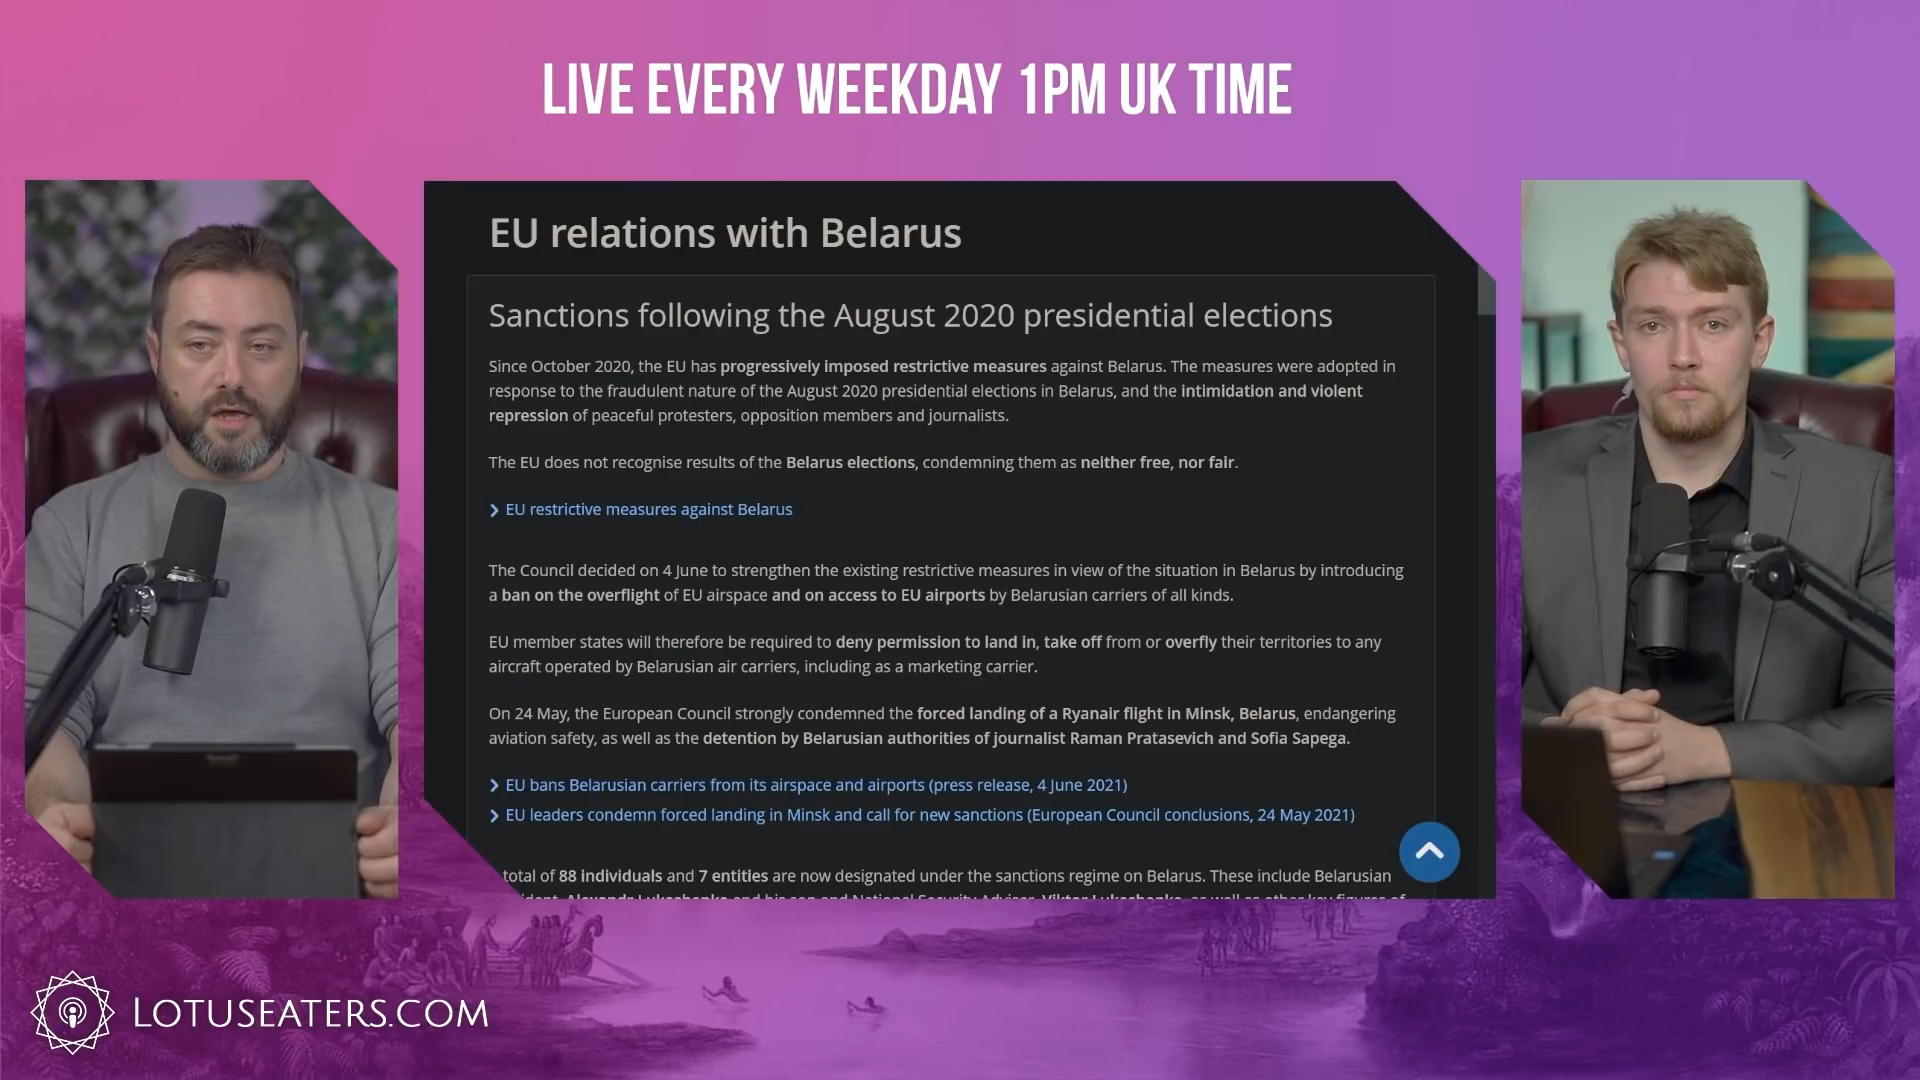 LIVE EVERY WEEKDAY 1PM UK TIME
EU relations with Belarus
Sanctions following the August 2020 presidential elections
Since October 2020, the EU has progressively imposed restrictive measures against Belarus. The measures were adopted in
response to the fraudulent nature of the August 2020 presidential elections in Belarus, and the intimidation and violent
repression of peaceful protesters, opposition members and journalists.
The EU does not recognise results of the Belarus elections, condemning them as neither free, nor fair.
EU restrictive measures against Belarus
The Council decided on 4 June to strengthen the existing restrictive measures in view of the situation in Belarus by introducing
a ban on the overflight of EU airspace and on access to EU airports by Belarusian carriers of all kinds.
EU member states will therefore be required to deny permission to land in, take off from or overfly their territories to any
aircraft operated by Belarusian air carriers, including as a marketing carrier.
On 24 May, the European Council strongly condemned the forced landing of a Ryanair flight in Minsk, Belarus, endangering
aviation safety, as well as the detention by Belarusian authorities of journalist Raman Pratasevich and Sofia Sapega.
EU bans Belarusian carriers from its airspace and airports (press release, 4 June 2021)
EU leaders condemn forced landing in Minsk and call for new sanctions (European Council conclusions, 24 May 2021)
total of 88 individuals and 7 entities are now designated under the sanctions regime on Belarus. These include Belarusian
LOTUSEATERS.COM